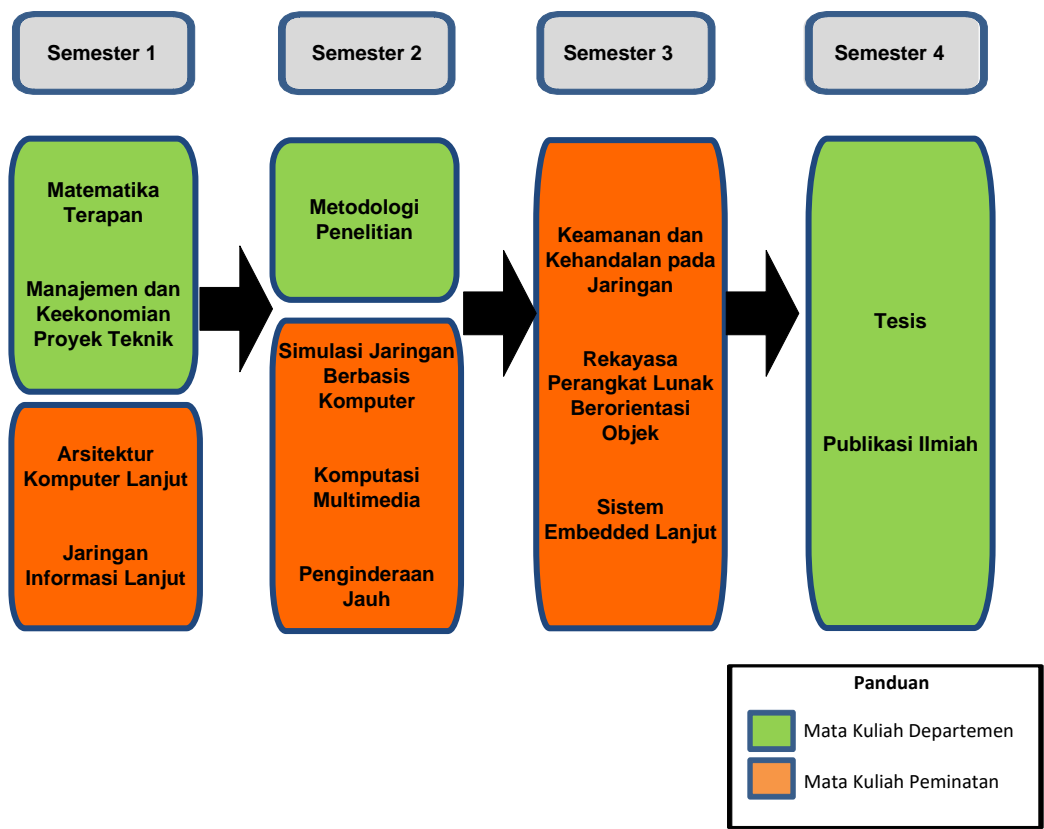 Semester 1
Semester 2
Semester 3
Semester 4
Matematika
Terapan
Manajemen dan
Keekonomian
Proyek Teknik
Arsitektur
Komputer Lanjut
Jaringan
Informasi Lanjut
Metodologi
Penelitian
Simulasi Jaringan
Berbasis
Komputer
Komputasi
Multimedia
Penginderaan
Jauh
Keamanan dan
Kehandalan pada
Jaringan
Rekayasa
Perangkat Lunak
Berorientasi
Objek
Sistem
Embedded Lanjut
Tesis
Publikasi Ilmiah
Panduan
Mata Kuliah Departemen
Mata Kuliah Peminatan